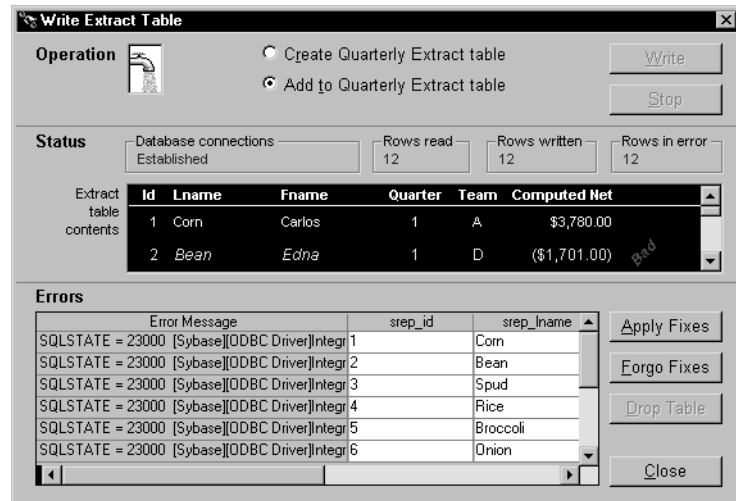 Write Extract Table
Operation
Create Quarterly Extract table
Add to Quarterly Extract table
Write
Stop
Status
Database connections
Established
Rows read
12
Rows written
12
Rows in error
12
Extract
table
contents
Id Lname Fname Quarter Team Computed Net
1 Corn Carlos 1 A $3,780.00
2 Bean Edna 1 D ($1,701.00) Bad
Errors
Error Message srep_id srep_lname
SQLSTATE = 23000 [Sybase][ODBC Driver]Integr 1 Corn
SQLSTATE = 23000 [Sybase][ODBC Driver]Integr 2 Bean
SQLSTATE = 23000 [Sybase][ODBC Driver]Integr 3 Spud
SQLSTATE = 23000 [Sybase][ODBC Driver]Integr 4 Rice
SQLSTATE = 23000 [Sybase][ODBC Driver]Integr 5 Broccoli
SQLSTATE = 23000 [Sybase][ODBC Driver]Integr 6 Onion
Apply Fixes
Forgo Fixes
Drop Table
Close